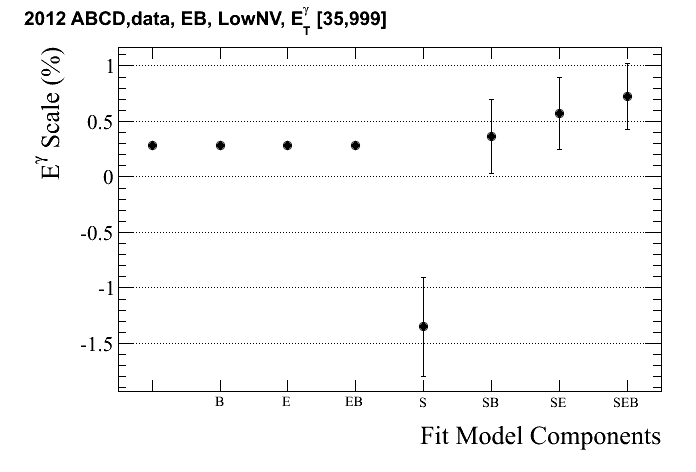 2012 ABCD,data, EB, LowNV, E_T^γ [35,999]
E^γ Scale (%)
1
0.5
0
-0.5
-1
-1.5
B E EB S SB SE SEB
Fit Model Components